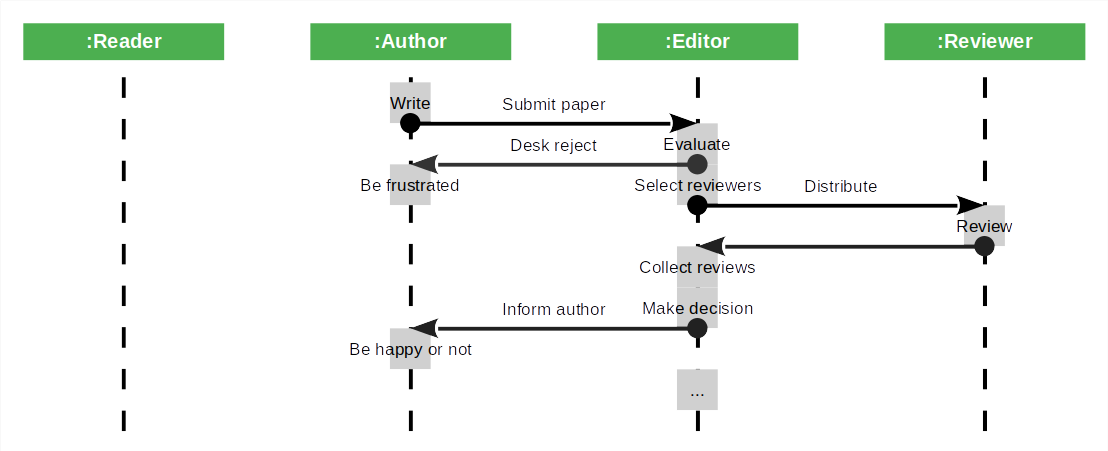 :Reader
:Author
:Editor
:Reviewer
Write
Submit paper
Evaluate
Desk reject
Be frustrated
Select reviewers
Distribute
Review
Collect reviews
Inform author
Make decision
Be happy or not
...